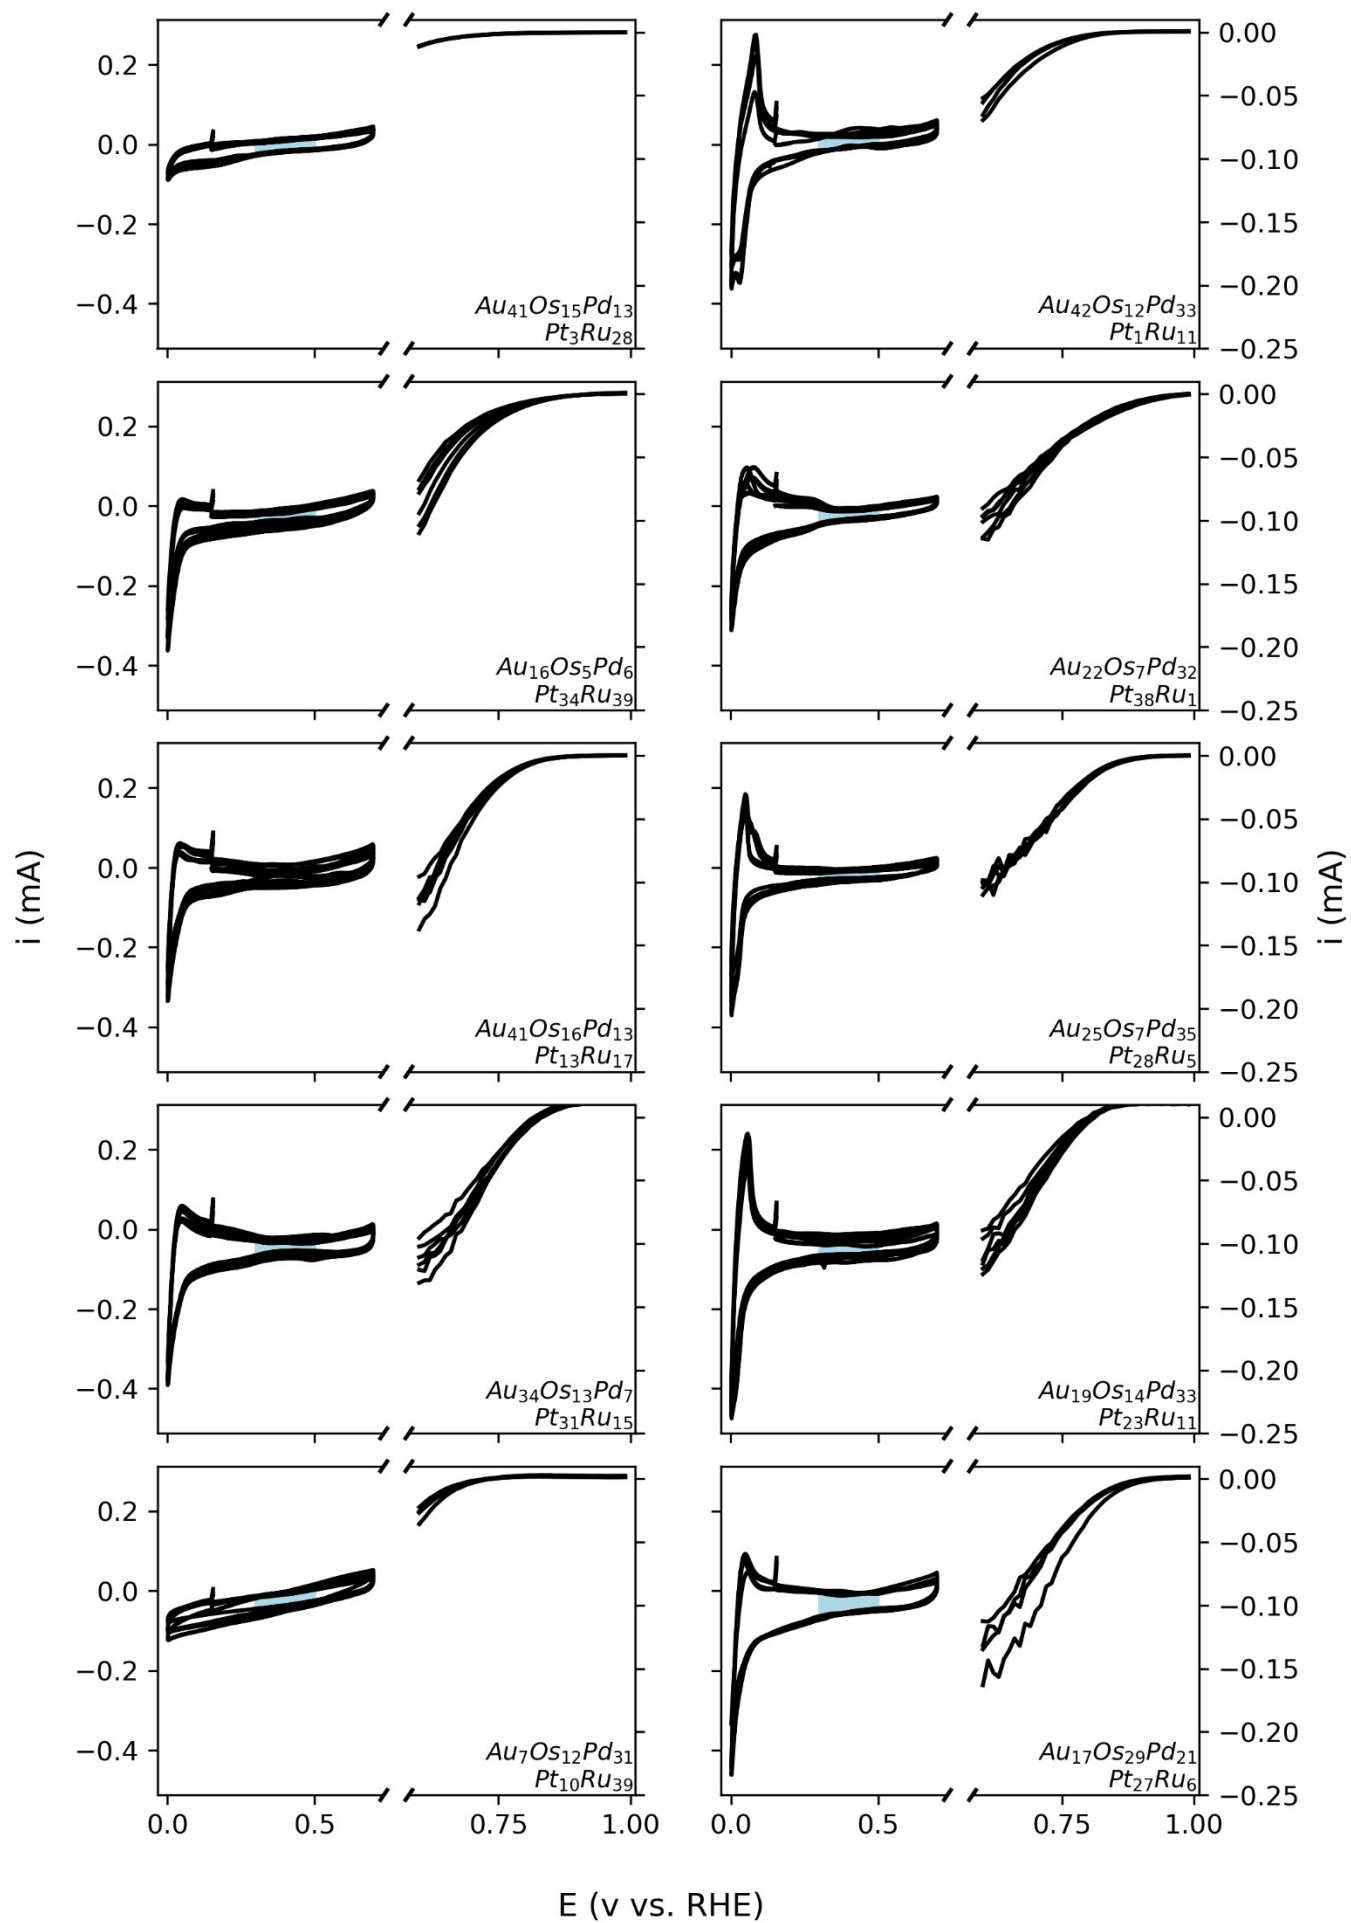 0.2
0.0
−0.2
−0.4
Au41Os15Pd13
Pt3Ru28
Au42Os12Pd33
Pt1Ru11
0.00
−0.05
−0.10
−0.15
−0.20
−0.25
0.2
0.0
−0.2
−0.4
Au16Os5Pd6
Pt34Ru39
Au22Os7Pd32
Pt38Ru1
0.00
−0.05
−0.10
−0.15
−0.20
−0.25
i (mA)
0.2
0.0
−0.2
−0.4
Au41Os16Pd13
Pt13Ru17
Au25Os7Pd35
Pt28Ru5
0.00
−0.05
−0.10
−0.15
−0.20
−0.25
i (mA)
0.2
0.0
−0.2
−0.4
Au34Os13Pd7
Pt31Ru15
Au19Os14Pd33
Pt23Ru11
0.00
−0.05
−0.10
−0.15
−0.20
−0.25
0.2
0.0
−0.2
−0.4
Au7Os12Pd31
Pt10Ru39
Au17Os29Pd21
Pt27Ru6
0.00
−0.05
−0.10
−0.15
−0.20
−0.25
0.0 0.5 0.75 1.00 0.0 0.5 0.75 1.00
E (v vs. RHE)